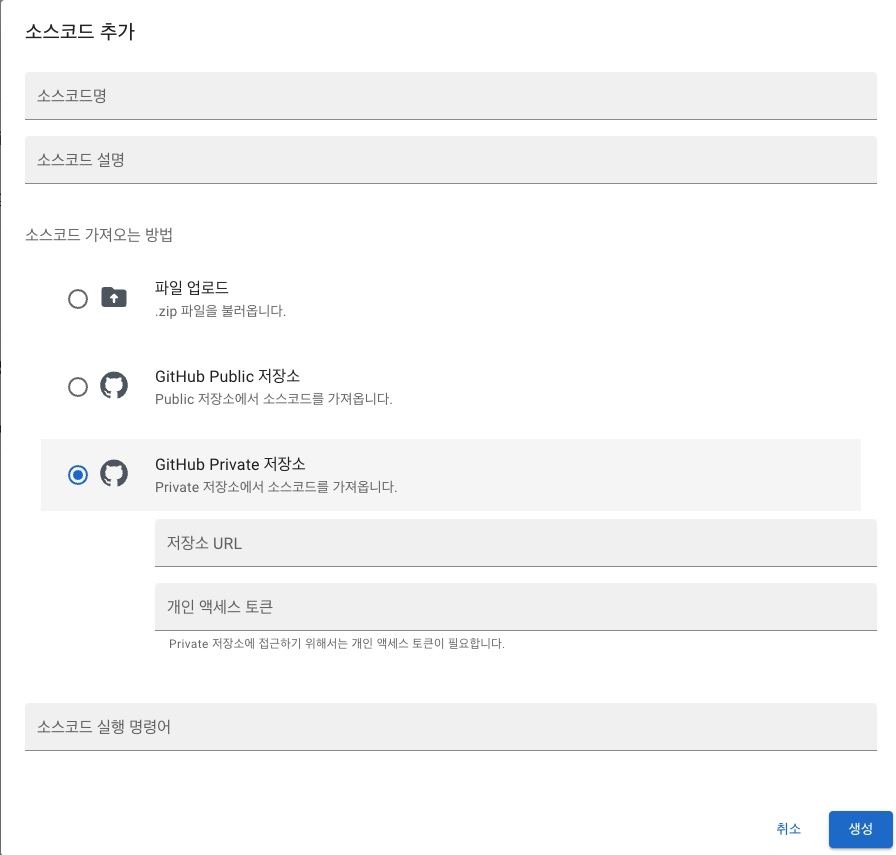 소스코드 추가
소스코드명
소스코드 설명
소스코드 가져오는 방법
파일 업로드
.zip 파일을 불러옵니다.
GitHub Public 저장소
Public 저장소에서 소스코드를 가져옵니다.
GitHub Private 저장소
Private 저장소에서 소스코드를 가져옵니다.
저장소 URL
개인 액세스 토큰
Private 저장소에 접근하기 위해서는 개인 액세스 토큰이 필요합니다.
소스코드 실행 명령어
취소
생성